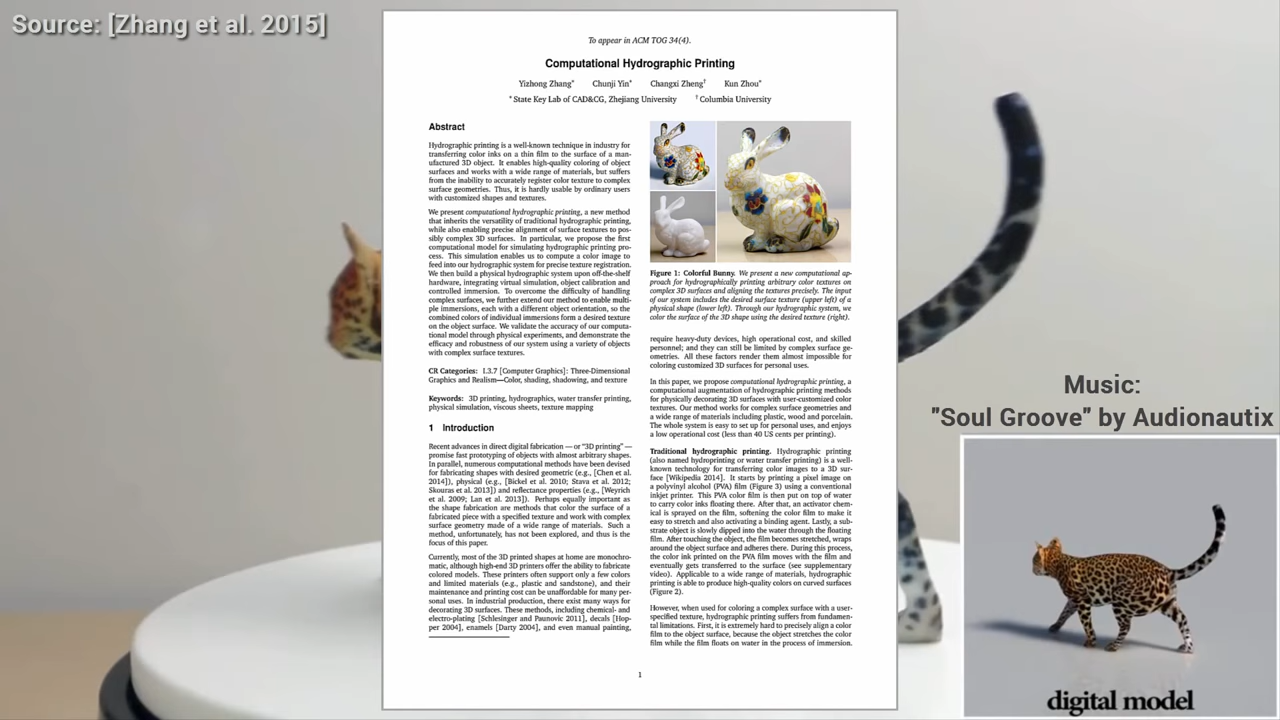 Source: [Zhang et al. 2015]
To appear in ACM TOG 34(4).
Computational Hydrographic Printing
Yizhong Zhang* Chunji Yin* Changxi Zheng† Kun Zhou*
* State Key Lab of CAD&CG, Zhejiang University † Columbia University
Abstract
Hydrographic printing is a well-known technique in industry for
transferring color inks on a thin film to the surface of a man-
ufactured 3D object. It enables high-quality coloring of object
surfaces and works with a wide range of materials, but suffers
from the inability to accurately register color texture to complex
surface geometries. Thus, it is hardly usable by ordinary users
with customized shapes and textures.
We present computational hydrographic printing, a new method
that inherits the versatility of traditional hydrographic printing,
while also enabling precise alignment of surface textures to pos-
sibly complex 3D surfaces. In particular, we propose the first
computational model for simulating hydrographic printing pro-
cess. This simulation enables us to compute a color image to
feed into our hydrographic system for precise texture registration.
We then build a physical hydrographic system upon off-the-shelf
hardware, integrating virtual simulation, object calibration and
controlled immersion. To overcome the difficulty of handling
complex surfaces, we further extend our method to enable multi-
ple immersions, each with a different object orientation, so the
combined colors of individual immersions form a desired texture
on the object surface. We validate the accuracy of our computa-
tional model through physical experiments, and demonstrate the
efficacy and robustness of our system using a variety of objects
with complex surface textures.
CR Categories: I.3.7 [Computer Graphics]: Three-Dimensional
Graphics and Realism—Color, shading, shadowing, and texture
Keywords: 3D printing, hydrographics, water transfer printing,
physical simulation, viscous sheets, texture mapping
1 Introduction
Recent advances in direct digital fabrication — or “3D printing” —
promise fast prototyping of objects with almost arbitrary shapes.
In parallel, numerous computational methods have been devised
for fabricating shapes with desired geometric (e.g., [Chen et al.
2014]), physical (e.g., [Bickel et al. 2010; Stava et al. 2012;
Skouras et al. 2013]) and reflectance properties (e.g., [Weyrich
et al. 2009; Lan et al. 2013]). Perhaps equally important as
the shape fabrication are methods that color the surface of a
fabricated piece with a specified texture and work with complex
surface geometry made of a wide range of materials. Such a
method, unfortunately, has not been explored, and thus is the
focus of this paper.
Currently, most of the 3D printed shapes at home are monochro-
matic, although high-end 3D printers offer the ability to fabricate
colored models. These printers often support only a few colors
and limited materials (e.g., plastic and sandstone), and their
maintenance and printing cost can be unaffordable for many per-
sonal uses. In industrial production, there exist many ways for
decorating 3D surfaces. These methods, including chemical- and
electro-plating [Schlesinger and Paunovic 2011], decals [Hop-
per 2004], enamels [Darty 2004], and even manual painting,
Figure 1: Colorful Bunny. We present a new computational ap-
proach for hydrographically printing arbitrary color textures on
complex 3D surfaces and aligning the textures precisely. The input
of our system includes the desired surface texture (upper left) of a
physical shape (lower left). Through our hydrographic system, we
color the surface of the 3D shape using the desired texture (right).
require heavy-duty devices, high operational cost, and skilled
personnel; and they can still be limited by complex surface ge-
ometries. All these factors render them almost impossible for
coloring customized 3D surfaces for personal uses.
In this paper, we propose computational hydrographic printing, a
computational augmentation of hydrographic printing methods
for physically decorating 3D surfaces with user-customized color
textures. Our method works for complex surface geometries and
a wide range of materials including plastic, wood and porcelain.
The whole system is easy to set up for personal uses, and enjoys
a low operational cost (less than 40 US cents per printing).
Traditional hydrographic printing. Hydrographic printing
(also named hydroprinting or water transfer printing) is a well-
known technology for transferring color images to a 3D sur-
face [Wikipedia 2014]. It starts by printing a pixel image on
a polyvinyl alcohol (PVA) film (Figure 3) using a conventional
inkjet printer. This PVA color film is then put on top of water
to carry color inks floating there. After that, an activator chem-
ical is sprayed on the film, softening the color film to make it
easy to stretch and also activating a binding agent. Lastly, a sub-
strate object is slowly dipped into the water through the floating
film. After touching the object, the film becomes stretched, wraps
around the object surface and adheres there. During this process,
the color ink printed on the PVA film moves with the film and
eventually gets transferred to the surface (see supplementary
video). Applicable to a wide range of materials, hydrographic
printing is able to produce high-quality colors on curved surfaces
(Figure 2).
However, when used for coloring a complex surface with a user-
specified texture, hydrographic printing suffers from fundamen-
tal limitations. First, it is extremely hard to precisely align a color
film to the object surface, because the object stretches the color
film while the film floats on water in the process of immersion.
1
Music:
"Soul Groove" by Audionautix
digital model